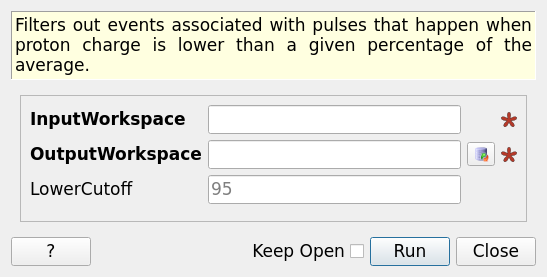 Filters out events associated with pulses that happen when
proton charge is lower than a given percentage of the
average.
InputWorkspace *
OutputWorkspace *
LowerCutoff 95
? Keep Open Run Close